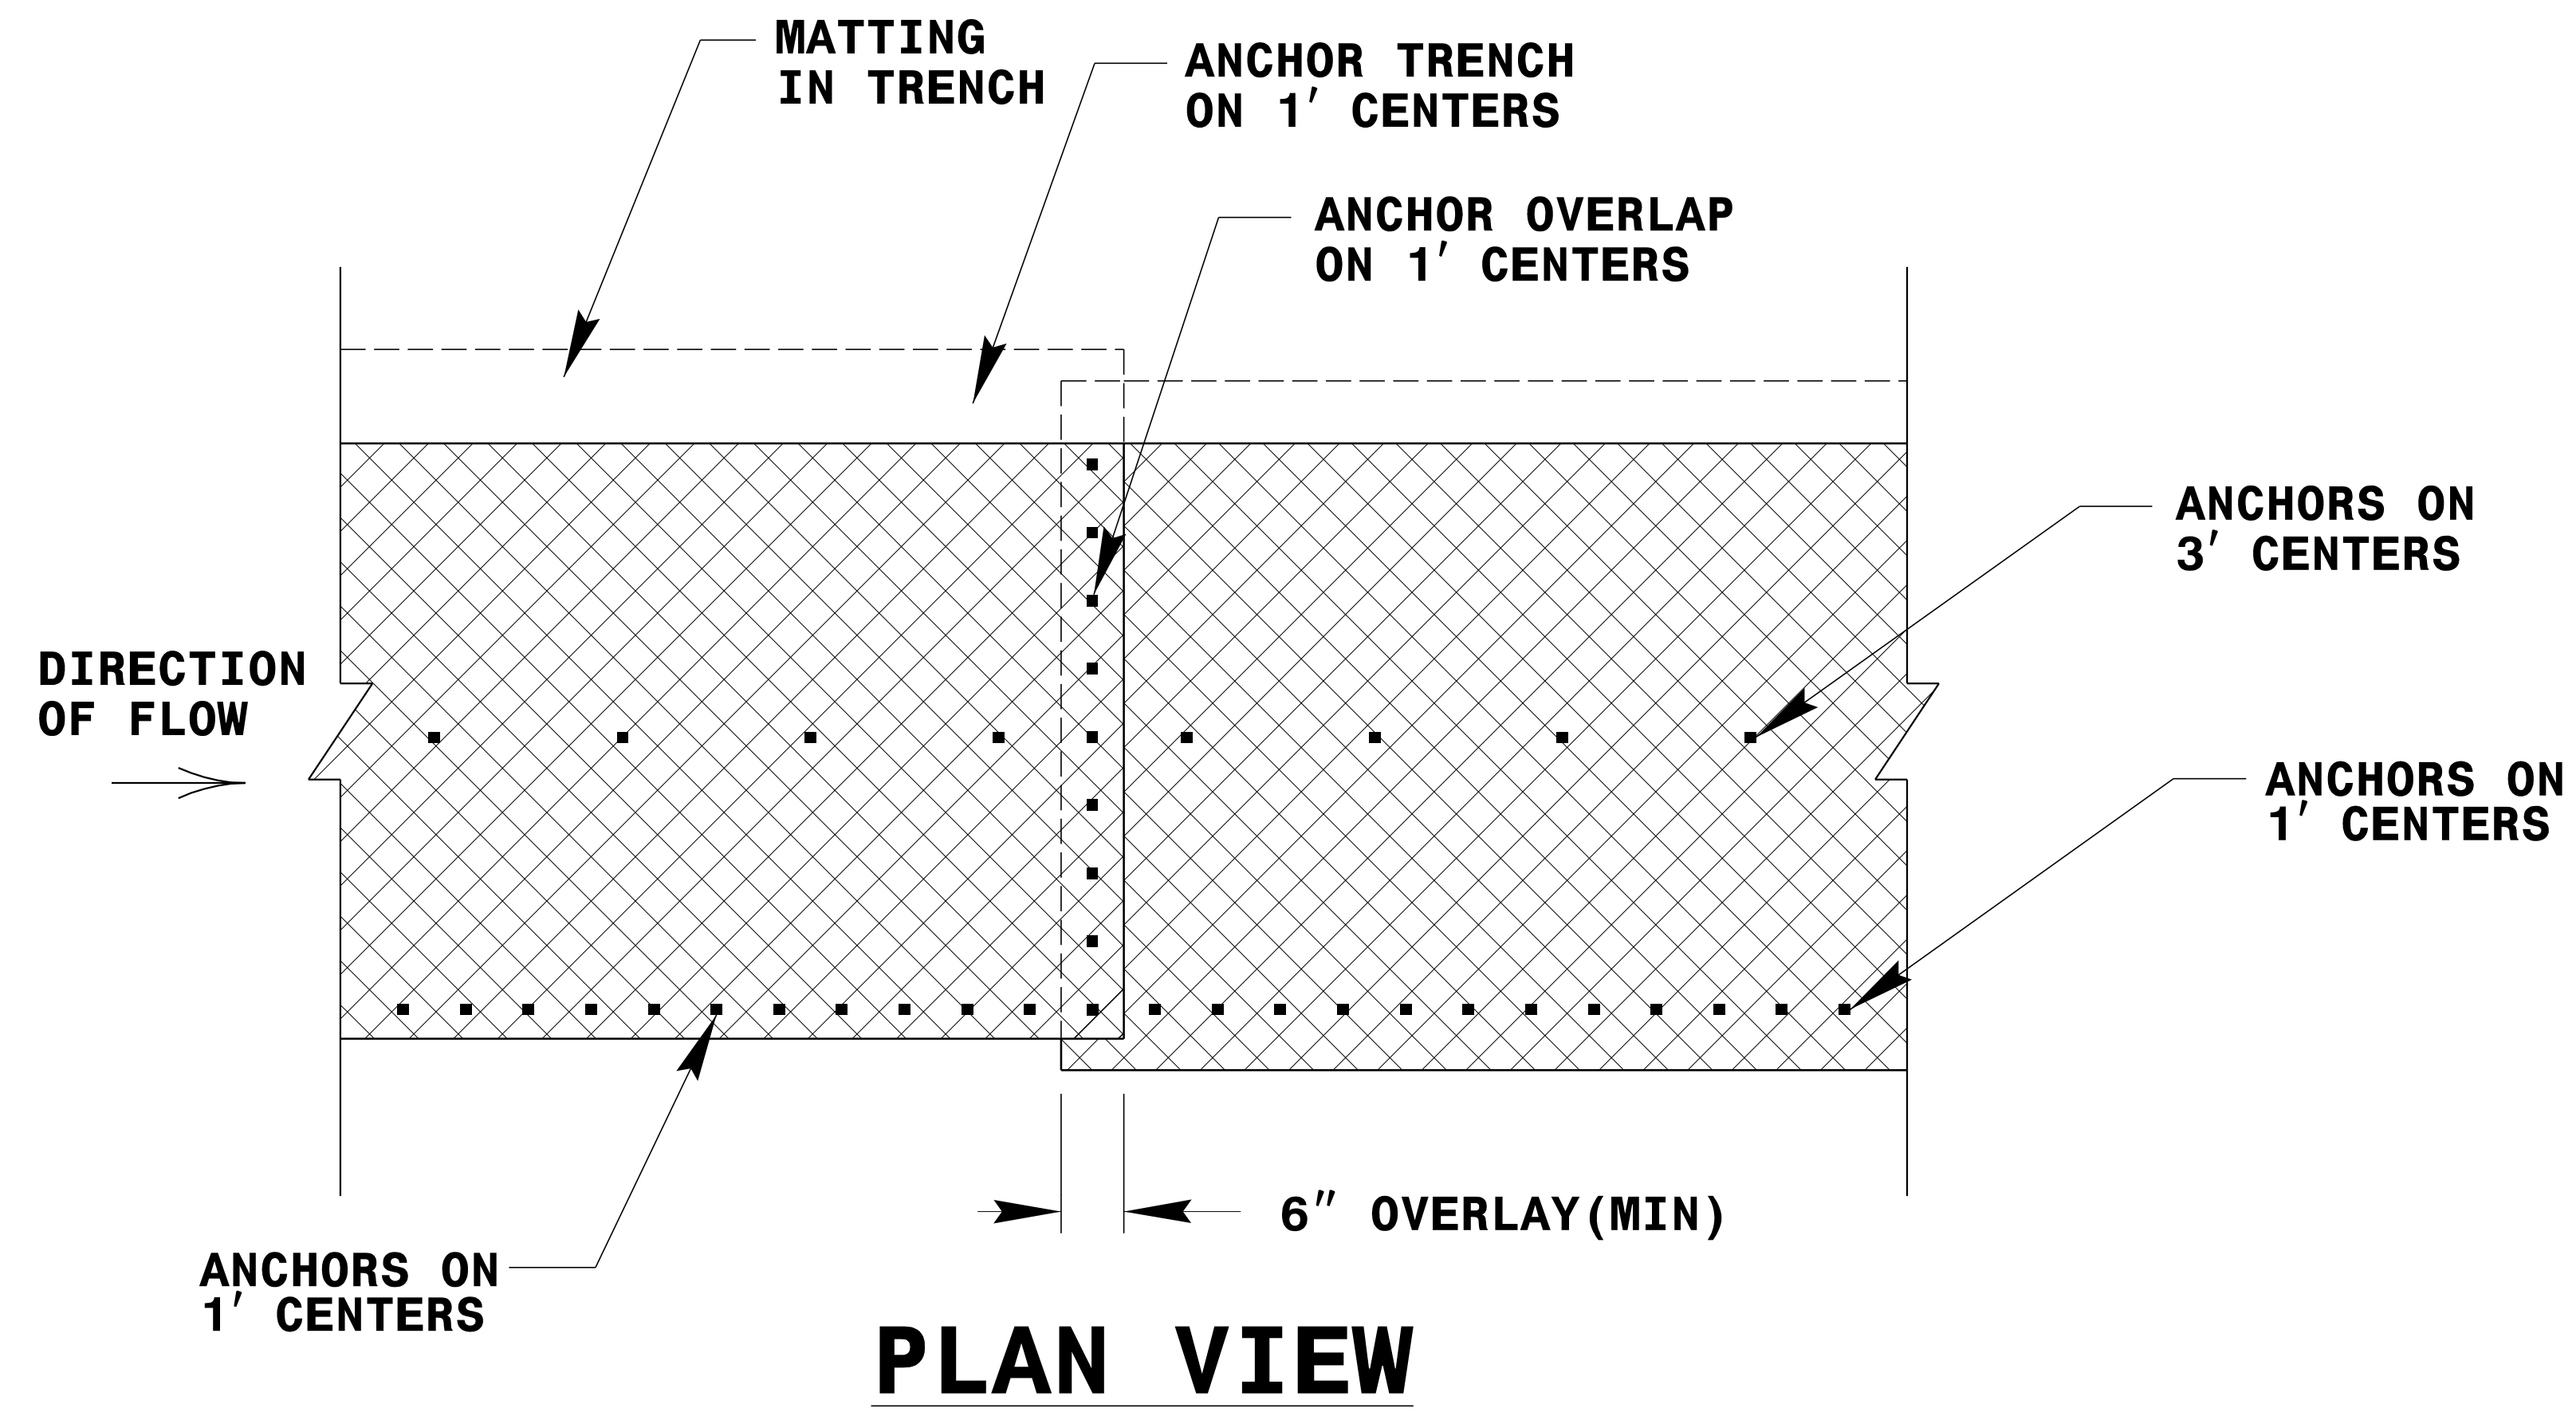 MATTING
IN TRENCH
ANCHOR TRENCH
ON 1' CENTERS
ANCHOR OVERLAP
ON 1' CENTERS
ANCHORS ON
3' CENTERS
DIRECTION
OF FLOW
ANCHORS ON
1' CENTERS
6" OVERLAY(MIN)
ANCHORS ON
1' CENTERS
PLAN VIEW